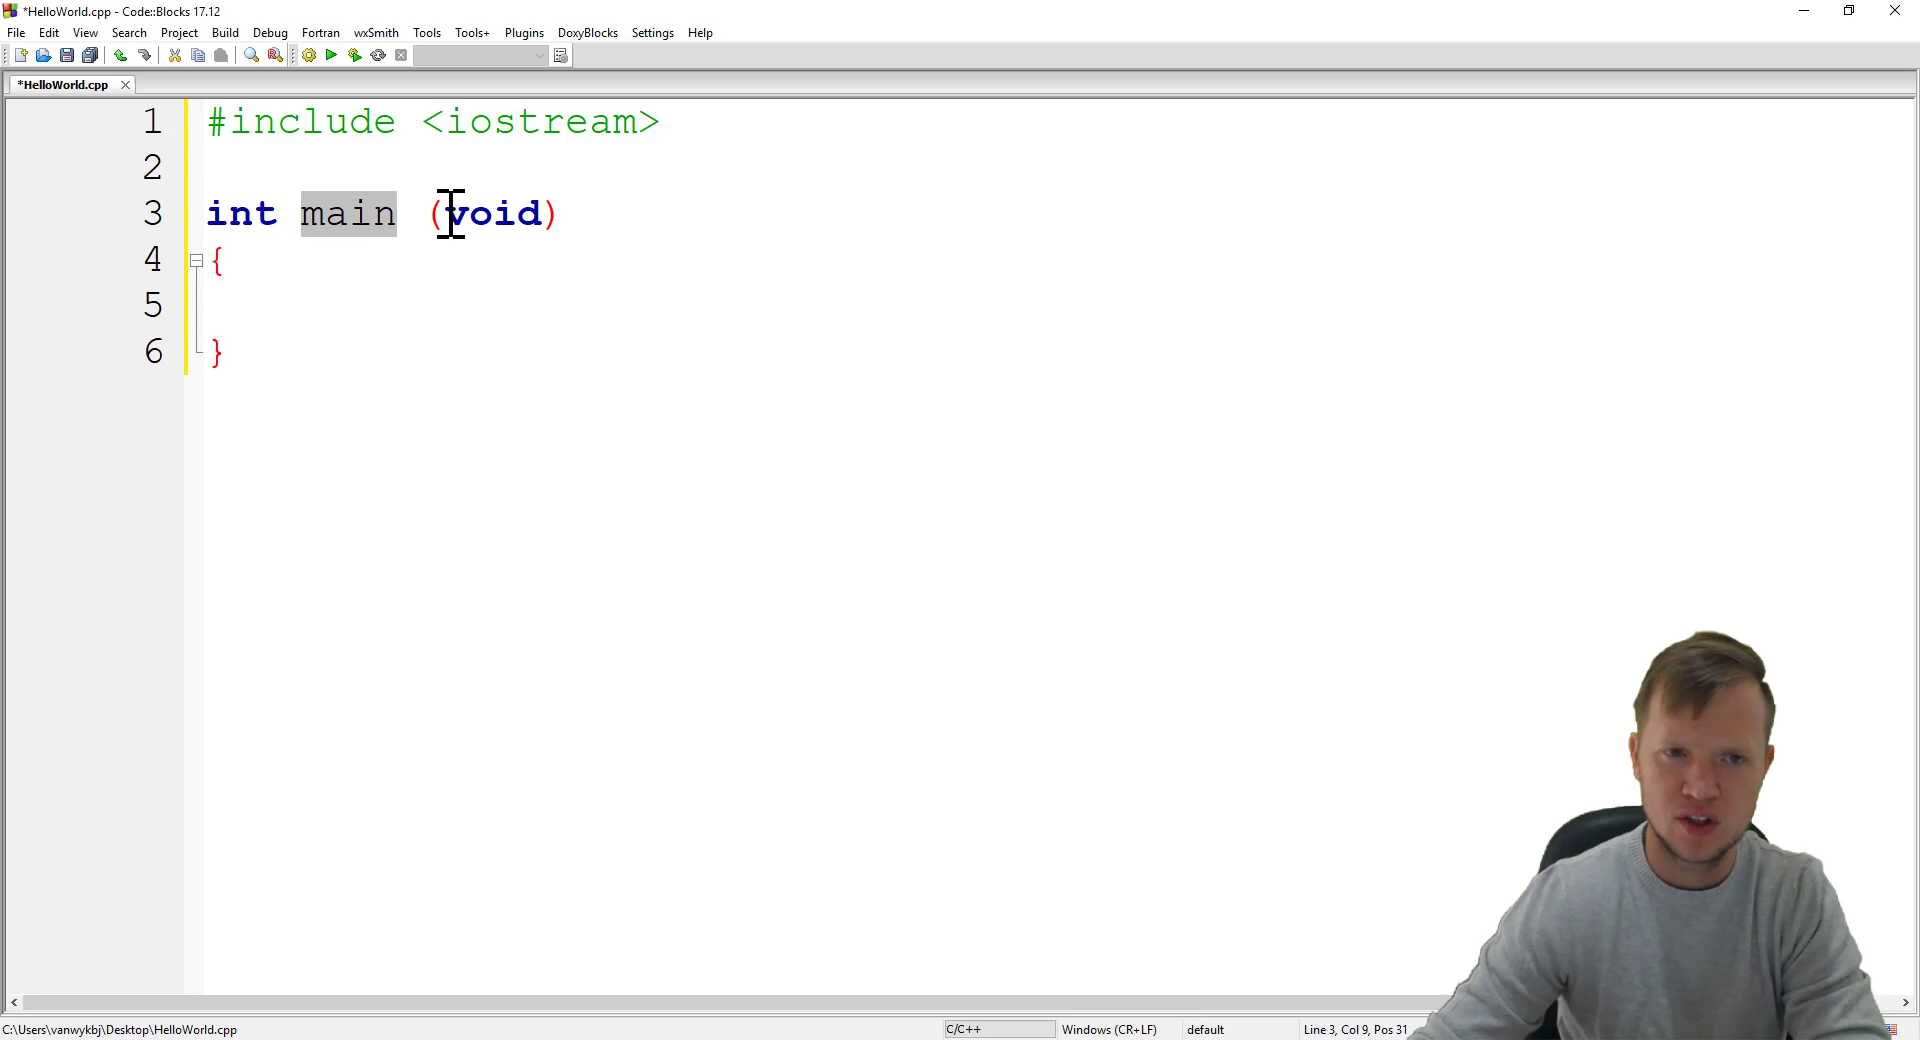 *HelloWorld.cpp - Code::Blocks 17.12
File Edit View Search Project Build Debug Fortran wxSmith Tools Tools+ Plugins DoxyBlocks Settings Help
*HelloWorld.cpp
1 #include <iostream>
2
3 int main (void)
4 {
5
6 }
C:\Users\vanwykbj\Desktop\HelloWorld.cpp C/C++ Windows (CR+LF) default Line 3, Col 9, Pos 31